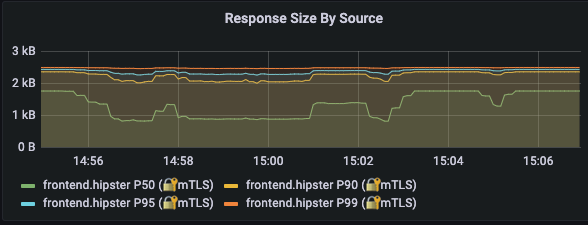 Response Size By Source
3 kB
2 kB
1 kB
0 B
14:56 14:58 15:00 15:02 15:04 15:06
frontend.hipster P50 (🔐mTLS) frontend.hipster P90 (🔐mTLS)
frontend.hipster P95 (🔐mTLS) frontend.hipster P99 (🔐mTLS)